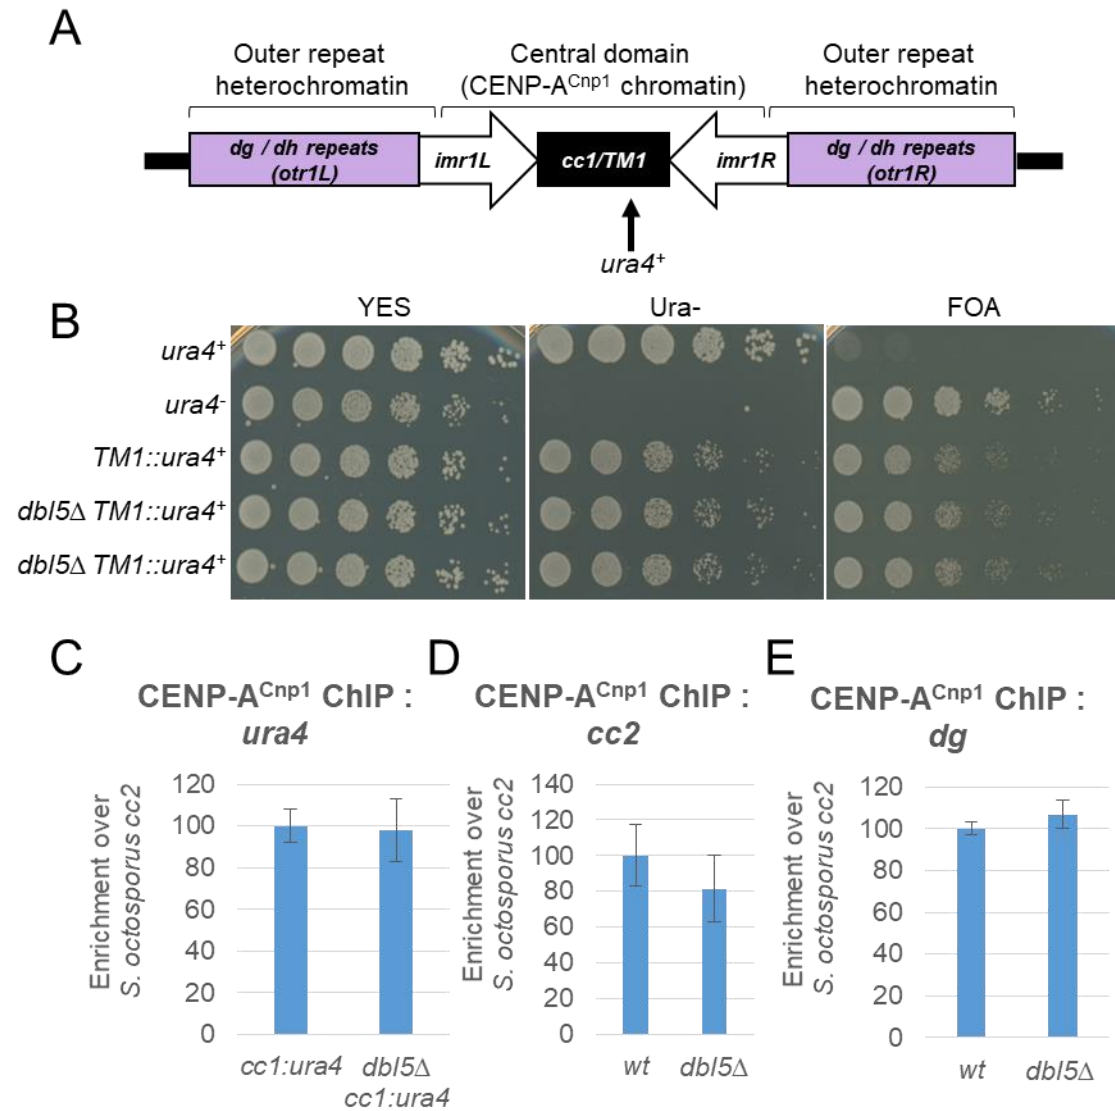 A
Outer repeat
heterochromatin
Central domain
(CENP-A^Cnp1 chromatin)
Outer repeat
heterochromatin
dg / dh repeats
(otr1L)
imr1L
cc1/TM1
imr1R
dg / dh repeats
(otr1R)
ura4⁺
B
YES
Ura-
FOA
ura4⁺
ura4⁻
TM1::ura4⁺
dbl5Δ TM1::ura4⁺
dbl5Δ TM1::ura4⁺
C
CENP-A^Cnp1 ChIP :
ura4
Enrichment over
S. octosporus cc2
120
100
80
60
40
20
0
cc1:ura4
dbl5Δ
cc1:ura4
D
CENP-A^Cnp1 ChIP :
cc2
Enrichment over
S. octosporus cc2
140
120
100
80
60
40
20
0
wt
dbl5Δ
E
CENP-A^Cnp1 ChIP :
dg
Enrichment over
S. octosporus cc2
120
100
80
60
40
20
0
wt
dbl5Δ